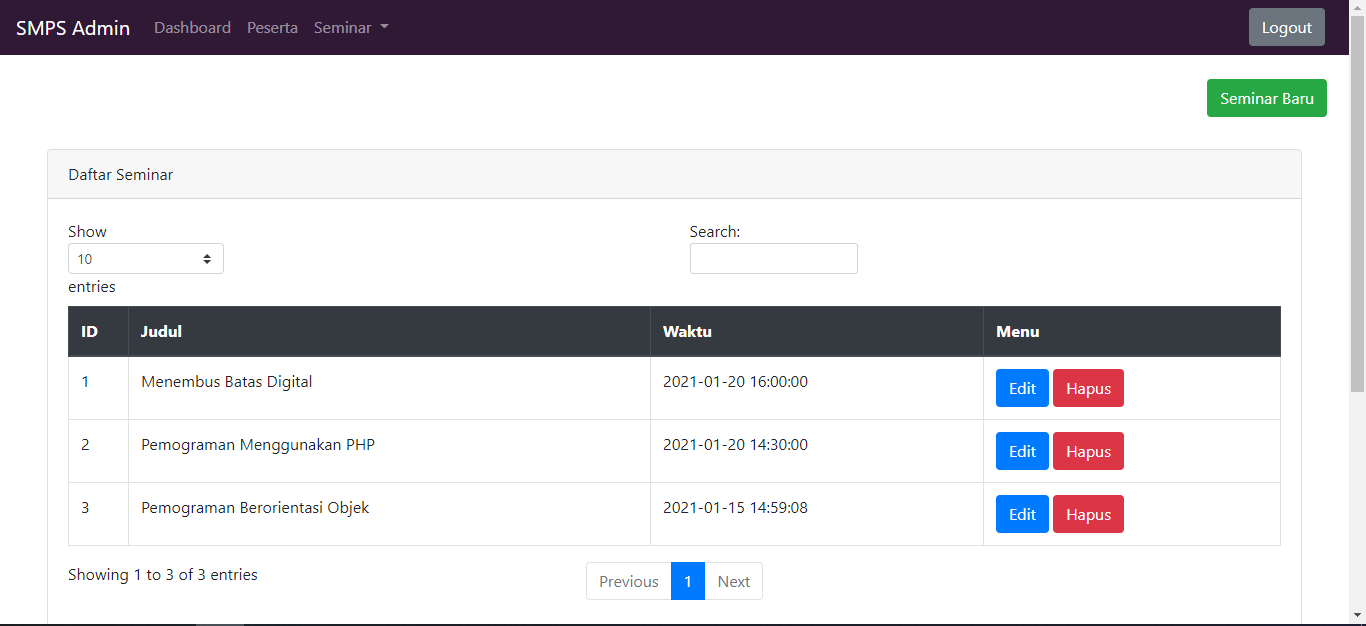 SMPS Admin Dashboard Peserta Seminar Logout
Seminar Baru
Daftar Seminar
Show Search:
10
entries
ID Judul Waktu Menu
1 Menembus Batas Digital 2021-01-20 16:00:00 Edit Hapus
2 Pemograman Menggunakan PHP 2021-01-20 14:30:00 Edit Hapus
3 Pemograman Berorientasi Objek 2021-01-15 14:59:08 Edit Hapus
Showing 1 to 3 of 3 entries Previous 1 Next